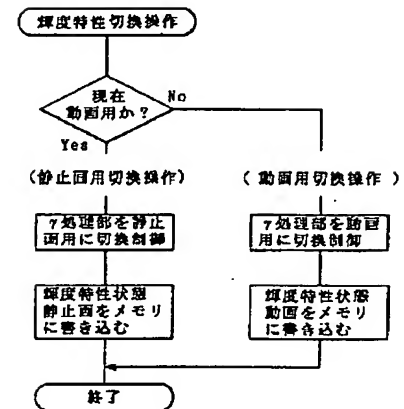 輝度特性切換操作
現在
動画用か？
No
Yes
(静止画用切換操作)
( 動画用切換操作 )
γ処理部を静止
画用に切換制御
γ処理部を動画
用に切換制御
輝度特性状態
静止画をメモリ
に書き込む
輝度特性状態
動画をメモリ
に書き込む
終了